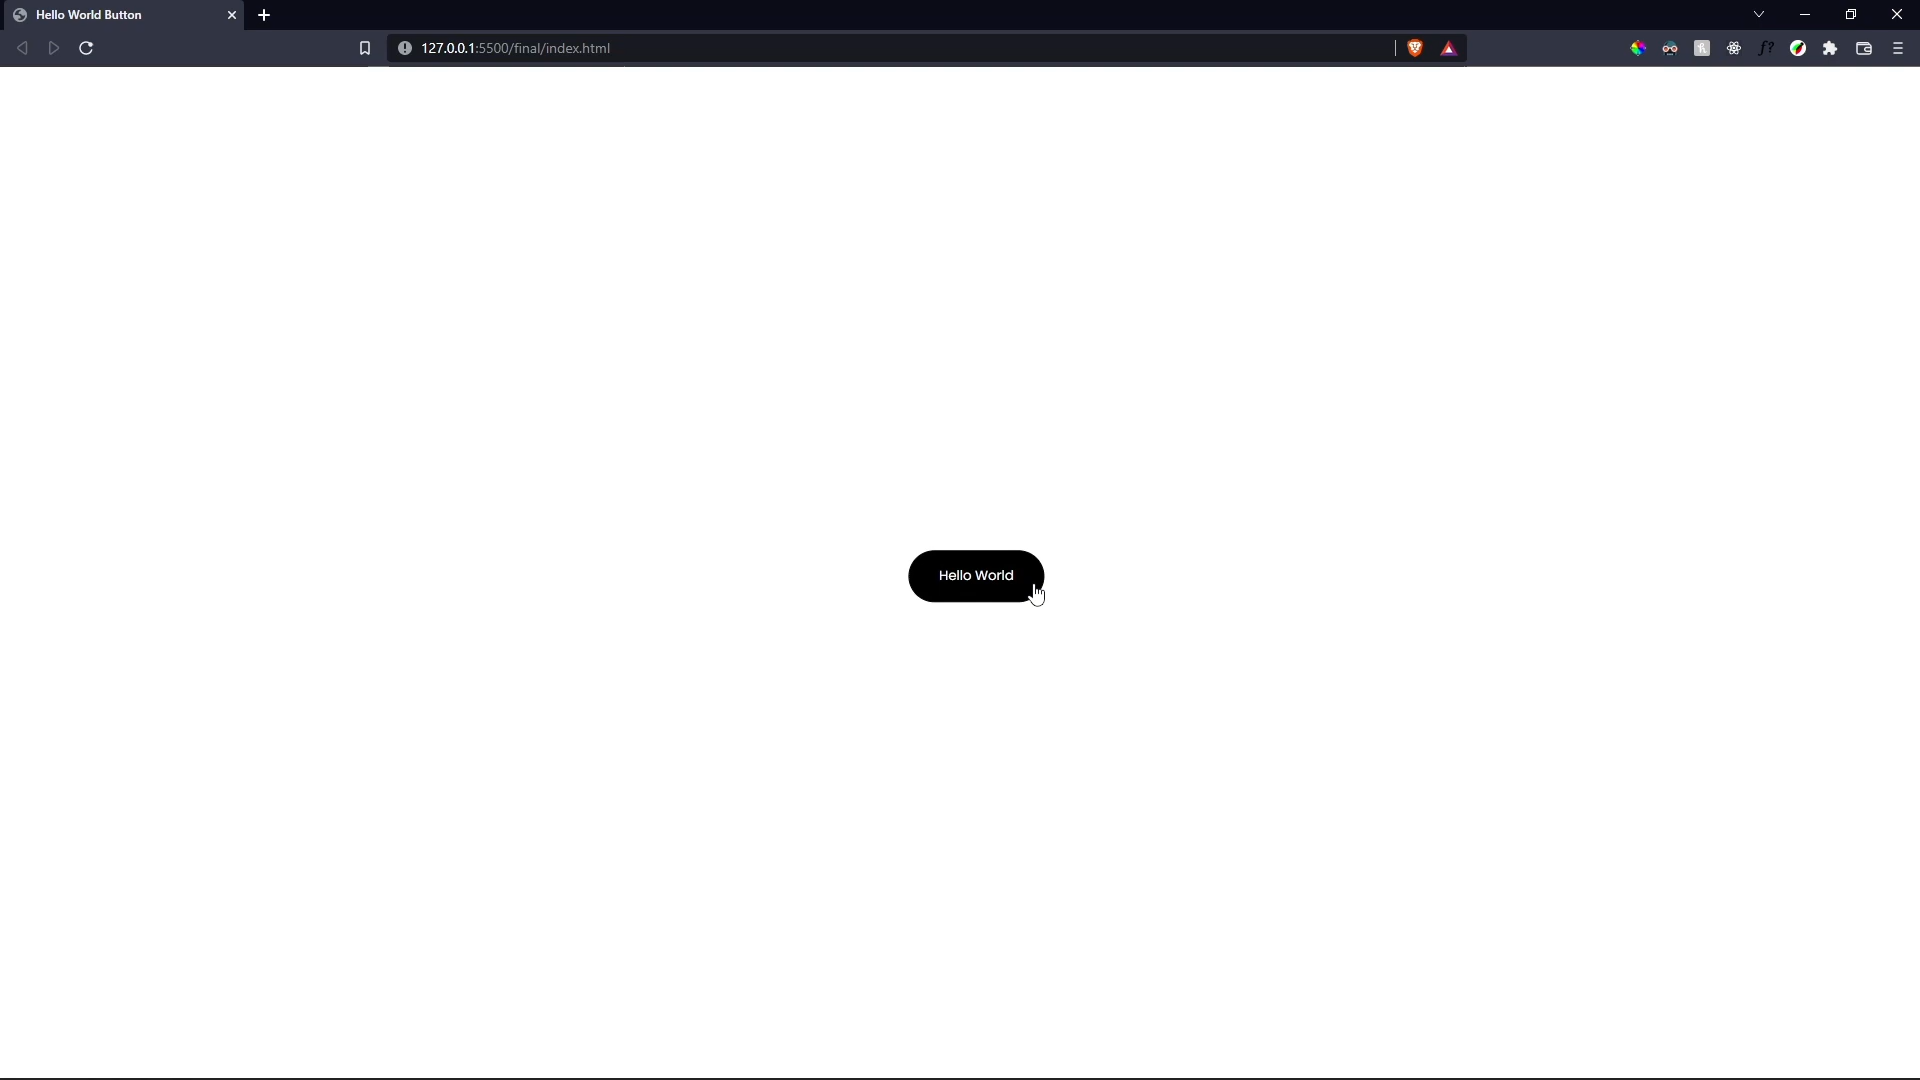 Hello World Button
127.0.0.1:5500/final/index.html
f?
Hello World